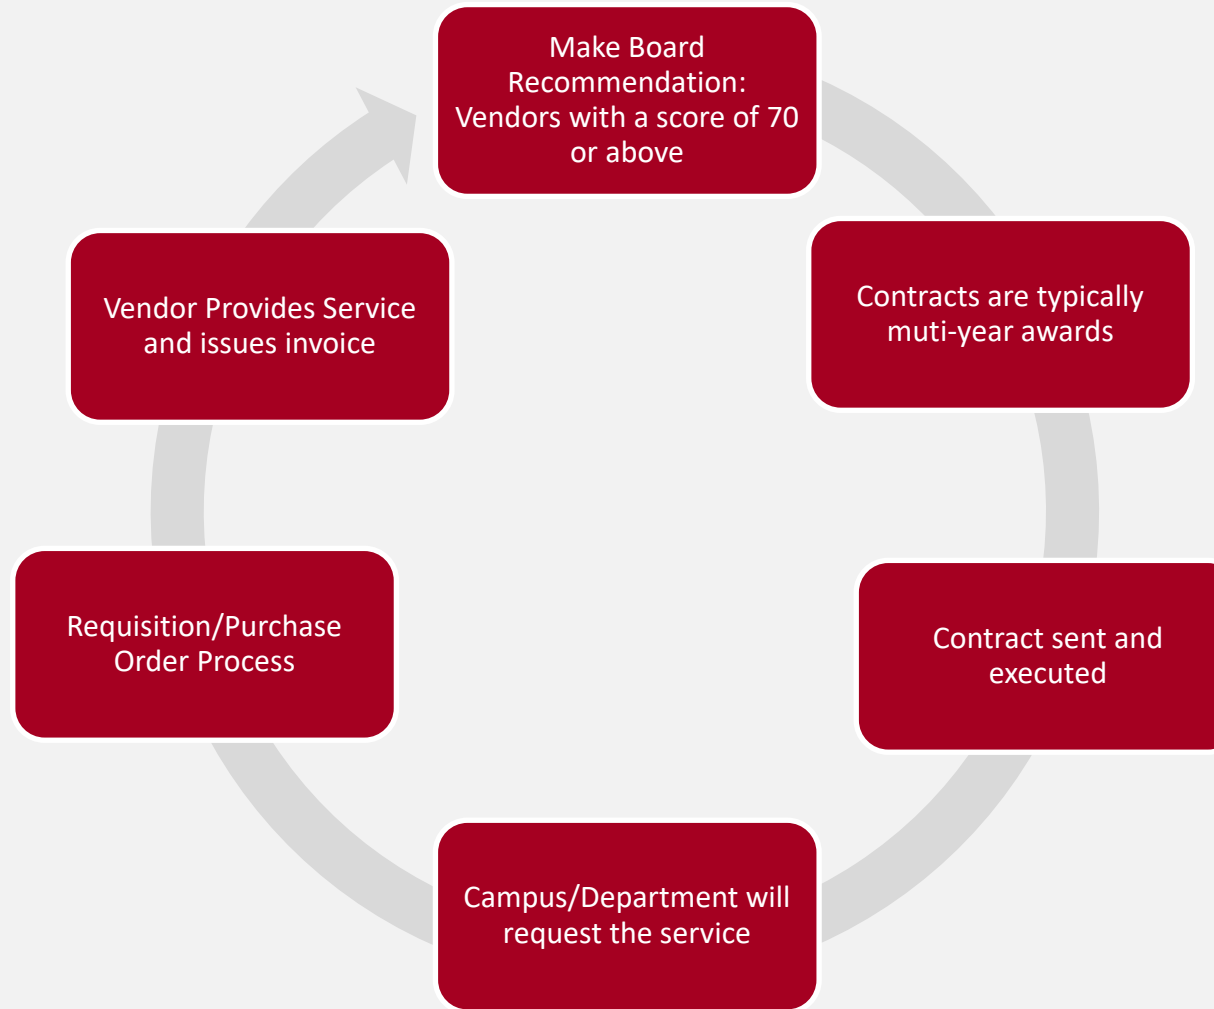 Make Board
Recommendation:
Vendors with a score of 70
or above
Contracts are typically
muti-year awards
Contract sent and
executed
Campus/Department will
request the service
Requisition/Purchase
Order Process
Vendor Provides Service
and issues invoice